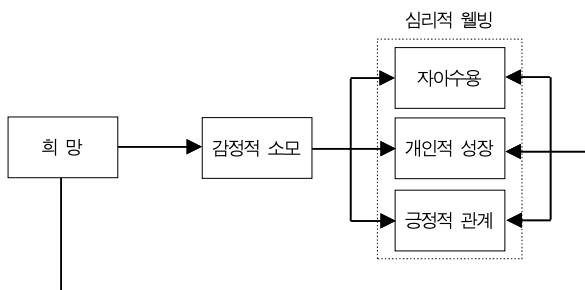 심리적 웰빙
자아수용
희 망
감정적 소모
개인적 성장
긍정적 관계